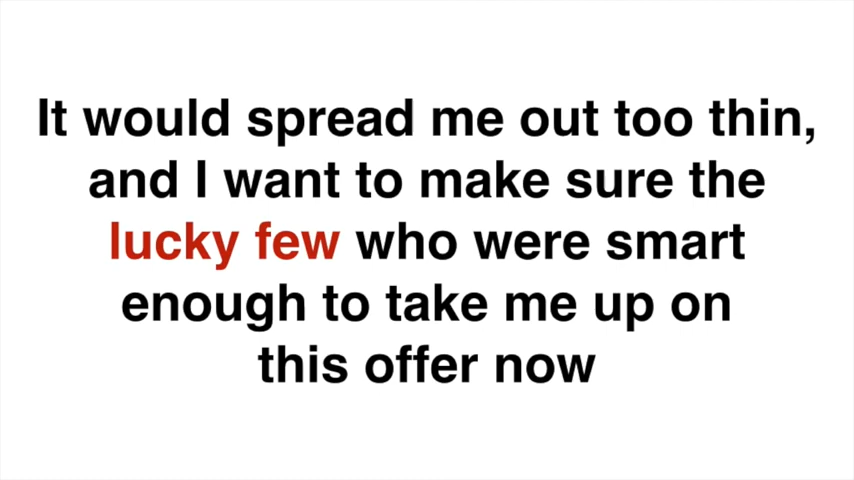 It would spread me out too thin,
and I want to make sure the
lucky few who were smart
enough to take me up on
this offer now